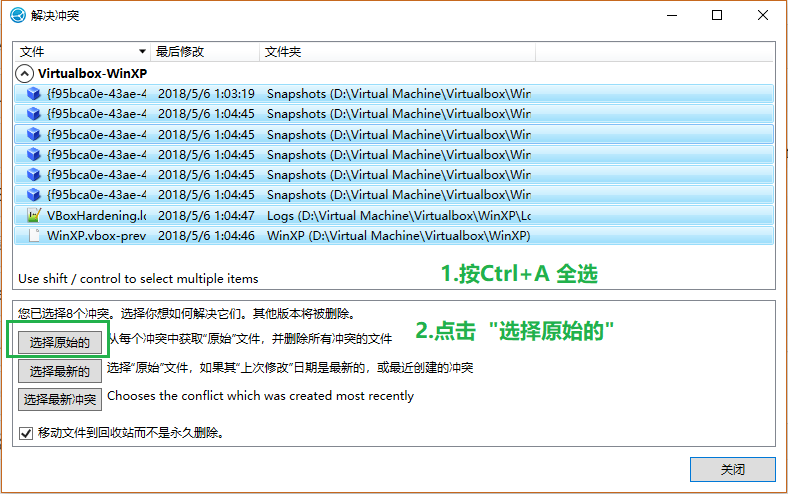 解决冲突
文件 最后修改 文件夹
Virtualbox-WinXP
{f95bca0e-43ae-4 2018/5/6 1:03:19 Snapshots (D:\Virtual Machine\Virtualbox\Win
{f95bca0e-43ae-4 2018/5/6 1:04:45 Snapshots (D:\Virtual Machine\Virtualbox\Win
{f95bca0e-43ae-4 2018/5/6 1:04:45 Snapshots (D:\Virtual Machine\Virtualbox\Win
{f95bca0e-43ae-4 2018/5/6 1:04:45 Snapshots (D:\Virtual Machine\Virtualbox\Win
{f95bca0e-43ae-4 2018/5/6 1:04:45 Snapshots (D:\Virtual Machine\Virtualbox\Win
{f95bca0e-43ae-4 2018/5/6 1:04:45 Snapshots (D:\Virtual Machine\Virtualbox\Win
VBoxHardening.lo 2018/5/6 1:04:47 Logs (D:\Virtual Machine\Virtualbox\WinXP\Lo
WinXP.vbox-prev 2018/5/6 1:04:46 WinXP (D:\Virtual Machine\Virtualbox\WinXP)
Use shift / control to select multiple items
1.按Ctrl+A 全选
您已选择8个冲突。选择你想如何解决它们。其他版本将被删除。
2.点击 "选择原始的"
选择原始的 从每个冲突中获取“原始”文件，并删除所有冲突的文件
选择最新的 选择“原始”文件，如果其“上次修改”日期是最新的，或最近创建的冲突
选择最新冲突 Chooses the conflict which was created most recently
移动文件到回收站而不是永久删除。
关闭